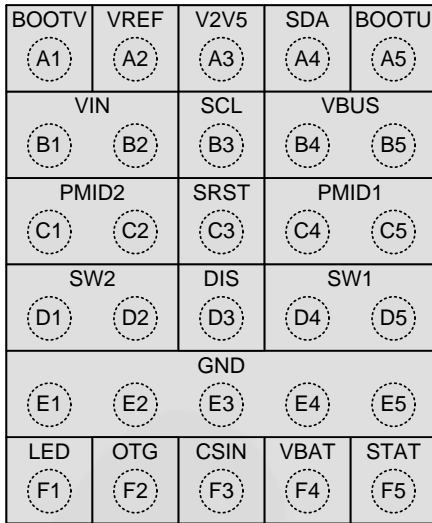 BOOTV VREF V2V5 SDA BOOTU
A1 A2 A3 A4 A5
VIN SCL VBUS
B1 B2 B3 B4 B5
PMID2 SRST PMID1
C1 C2 C3 C4 C5
SW2 DIS SW1
D1 D2 D3 D4 D5
GND
E1 E2 E3 E4 E5
LED OTG CSIN VBAT STAT
F1 F2 F3 F4 F5